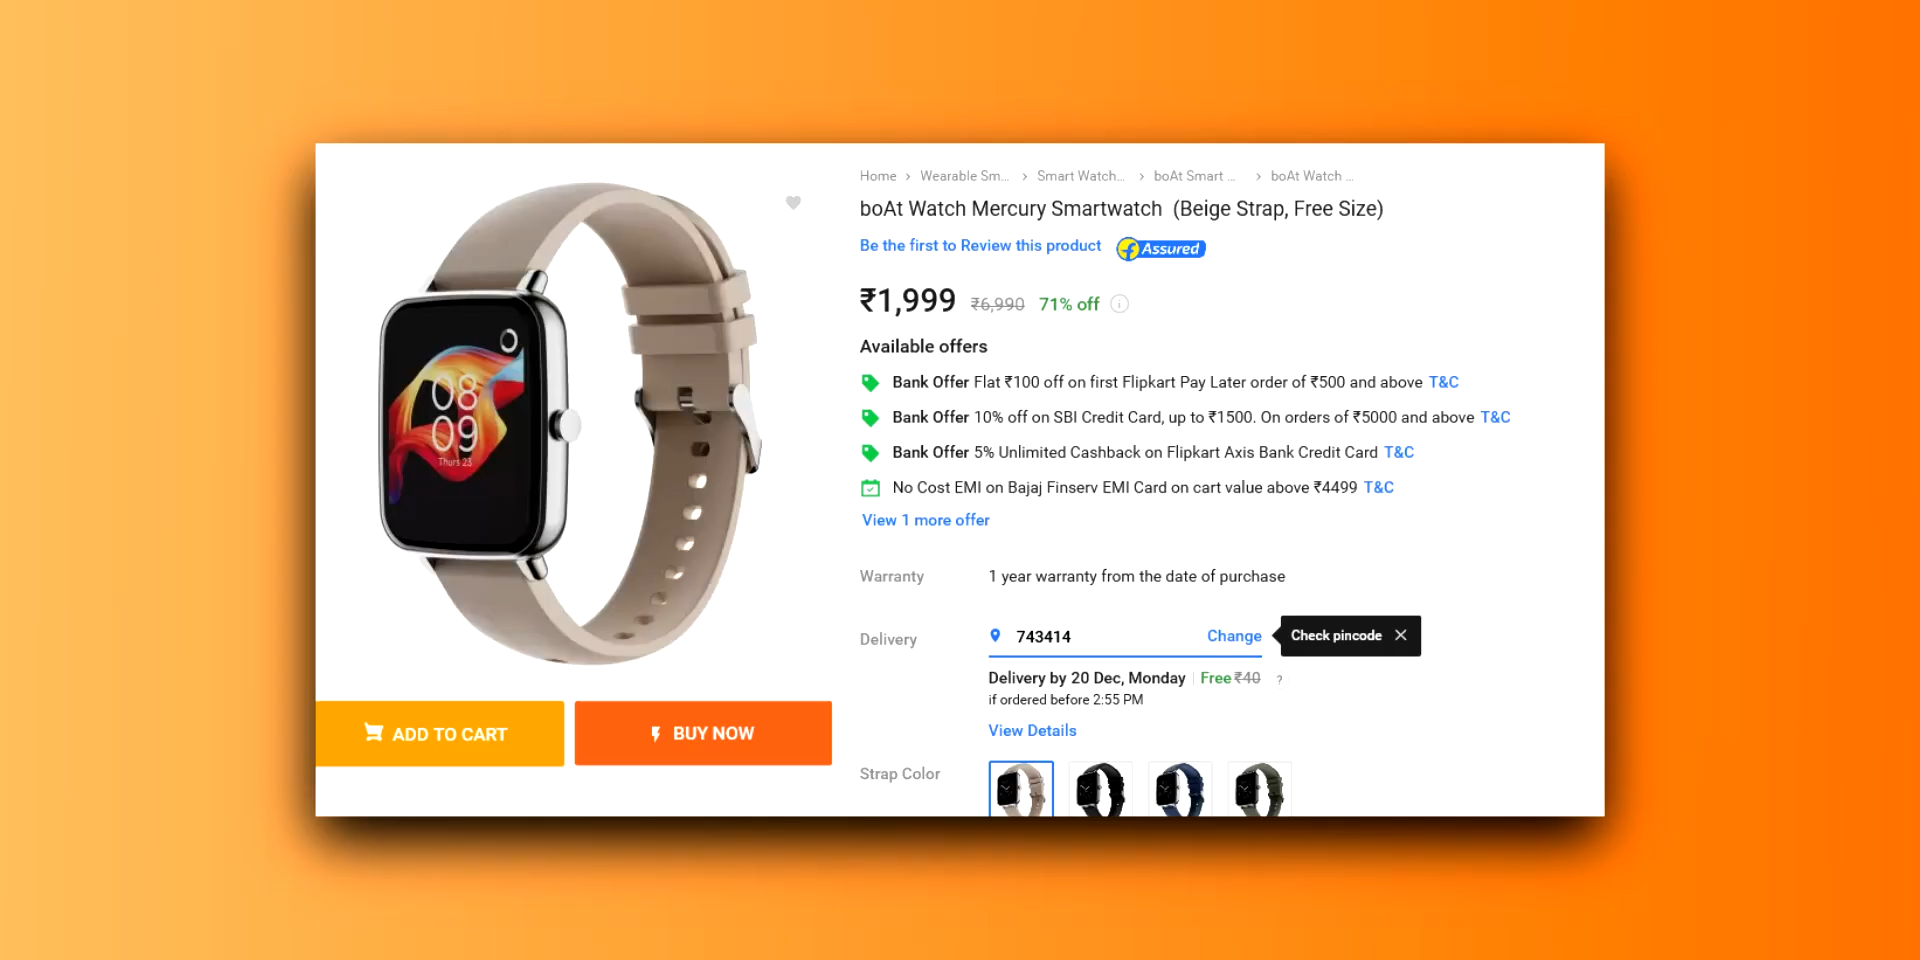 Home > Wearable Sm... > Smart Watch... > boAt Smart ... > boAt Watch ...
boAt Watch Mercury Smartwatch (Beige Strap, Free Size)
Be the first to Review this product f Assured
₹1,999 ₹6,990 71% off i
Available offers
Bank Offer Flat ₹100 off on first Flipkart Pay Later order of ₹500 and above T&C
Bank Offer 10% off on SBI Credit Card, up to ₹1500. On orders of ₹5000 and above T&C
Bank Offer 5% Unlimited Cashback on Flipkart Axis Bank Credit Card T&C
No Cost EMI on Bajaj Finserv EMI Card on cart value above ₹4499 T&C
View 1 more offer
Warranty 1 year warranty from the date of purchase
Delivery 743414 Change Check pincode ×
Delivery by 20 Dec, Monday | Free ₹40 ?
if ordered before 2:55 PM
View Details
Strap Color
08
09
Thurs 23
ADD TO CART
BUY NOW